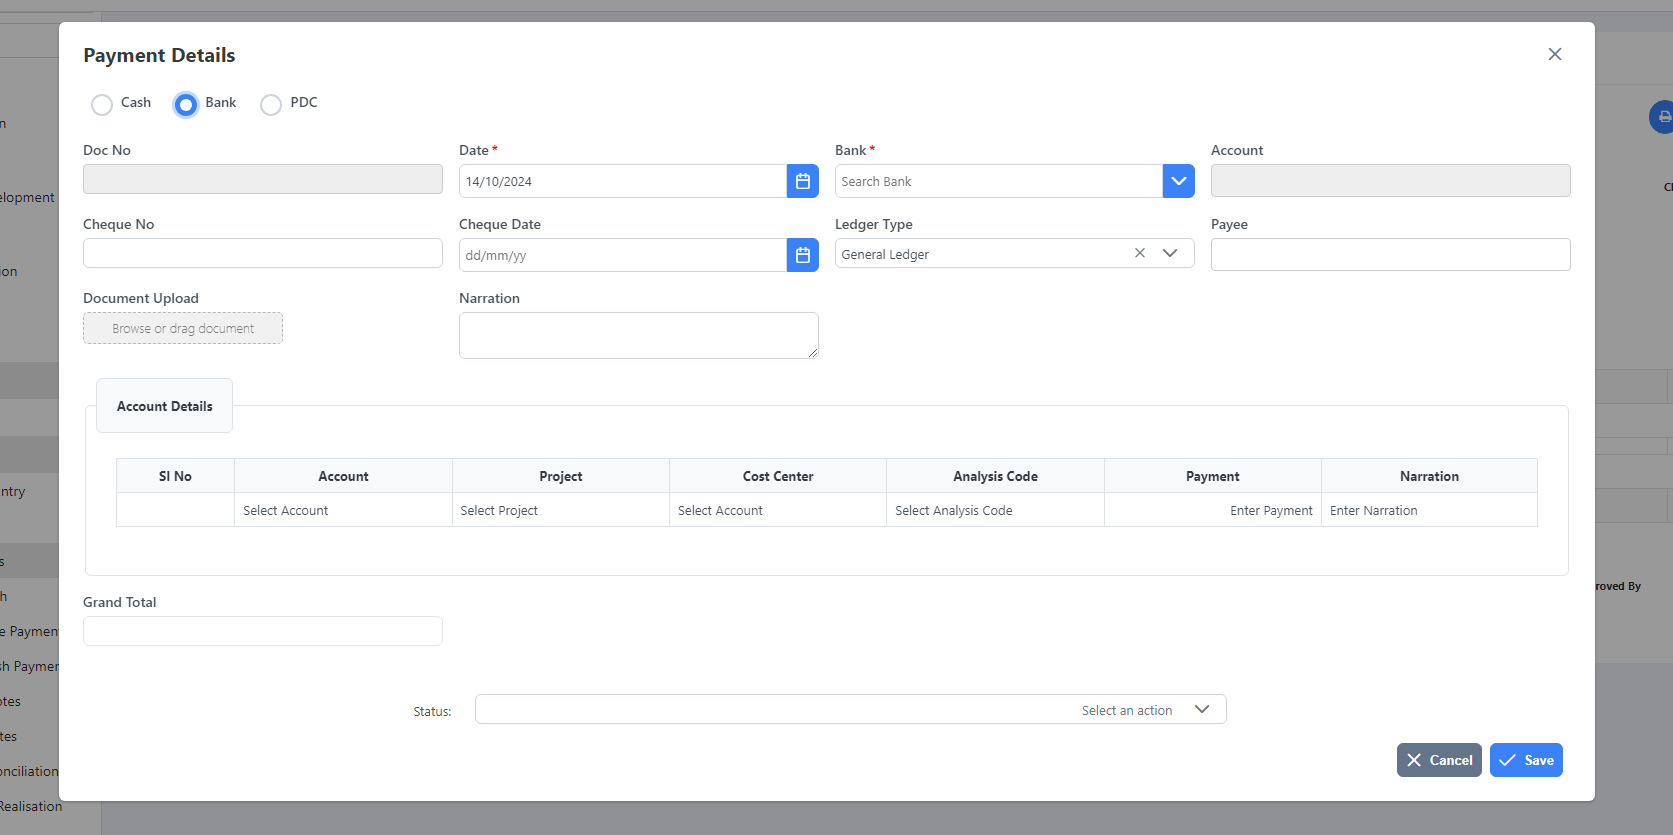 Payment Details
Cash Bank PDC
Doc No Date * Bank * Account
14/10/2024 Search Bank
Cheque No Cheque Date Ledger Type Payee
dd/mm/yy General Ledger
Document Upload Narration
Browse or drag document
Account Details
Sl No Account Project Cost Center Analysis Code Payment Narration
Select Account Select Project Select Account Select Analysis Code Enter Payment Enter Narration
Grand Total
Status: Select an action
Cancel Save
n
elopment
ion
ntry
s
h
e Paymen
sh Paymer
otes
tes
onciliation
Realisation
roved By